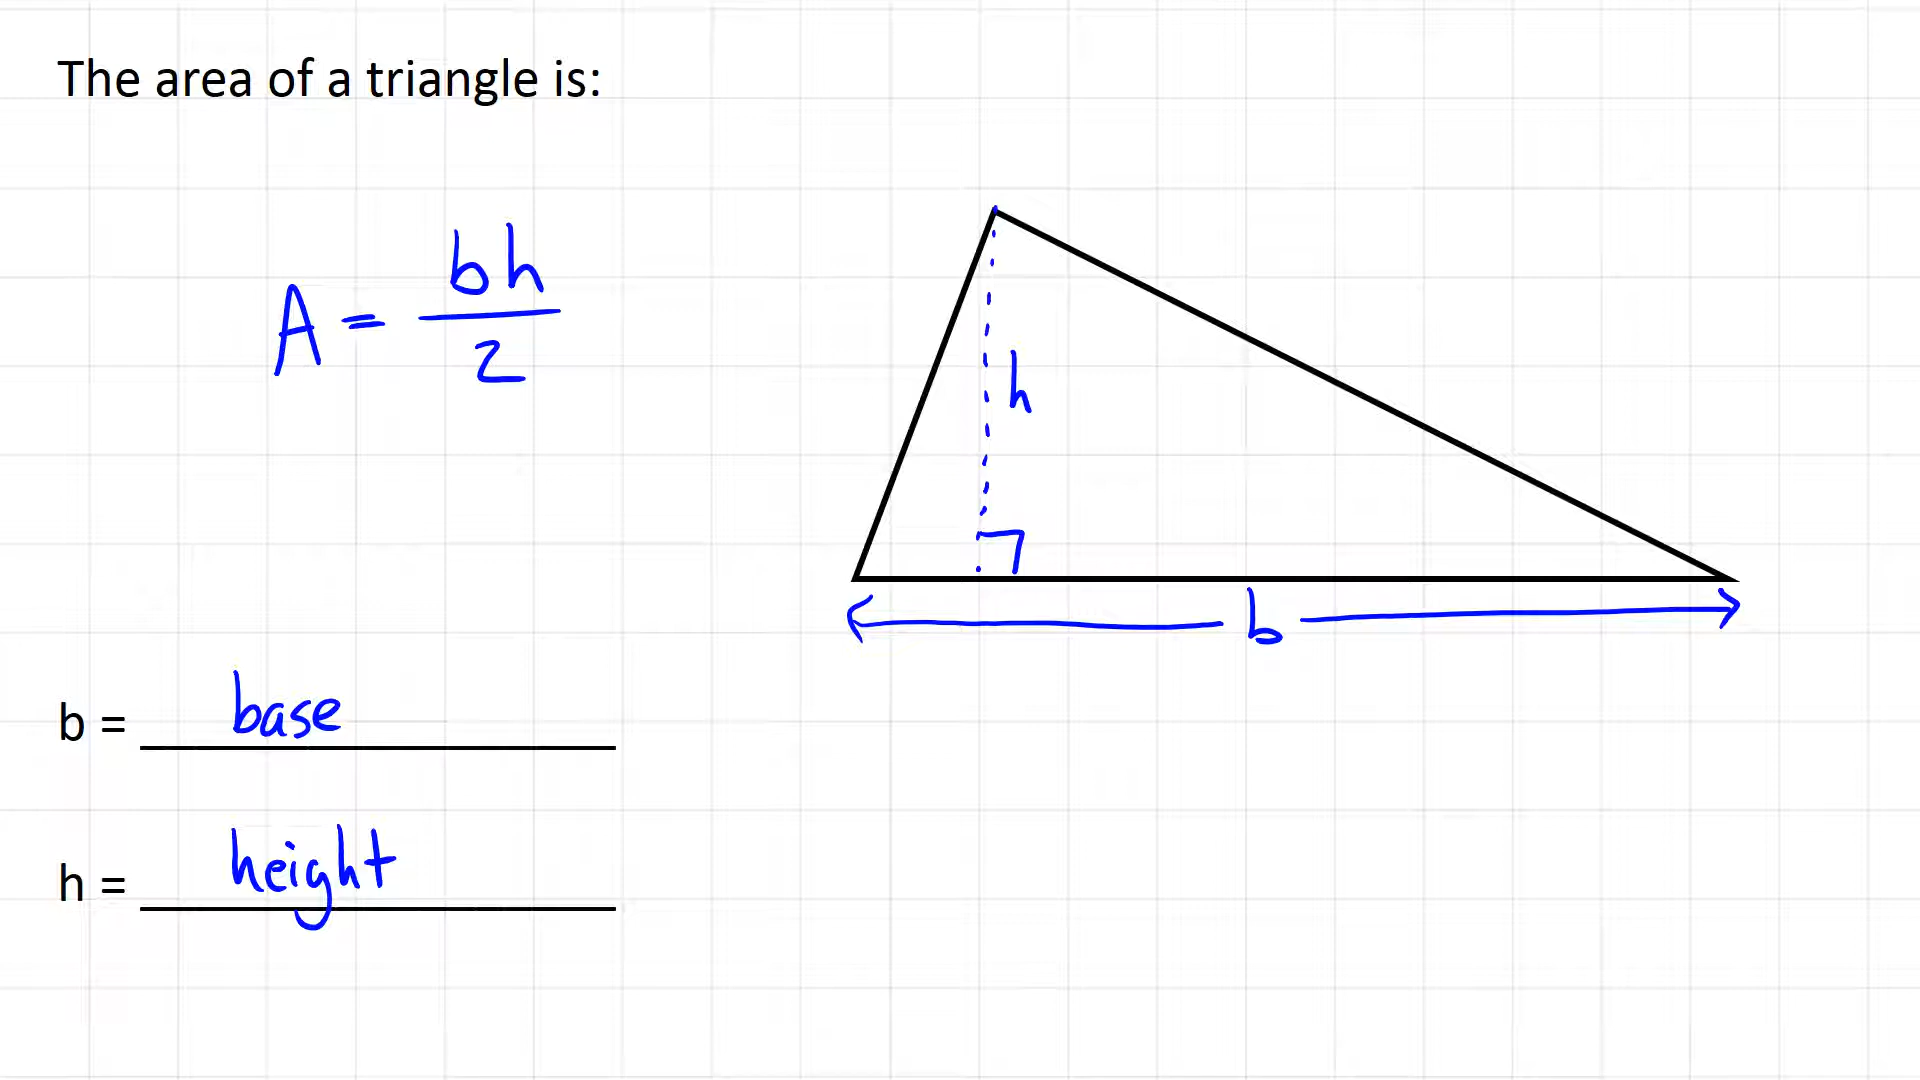 The area of a triangle is:
A = bh/2
h
b
b = base
h = height